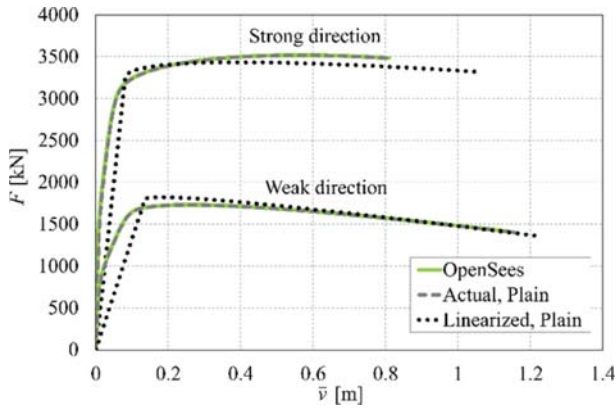 4000
3500
3000
2500
2000
1500
1000
500
0
F [kN]
Strong direction
Weak direction
OpenSees
Actual, Plain
Linearized, Plain
0 0.2 0.4 0.6 0.8 1 1.2 1.4
v̄ [m]